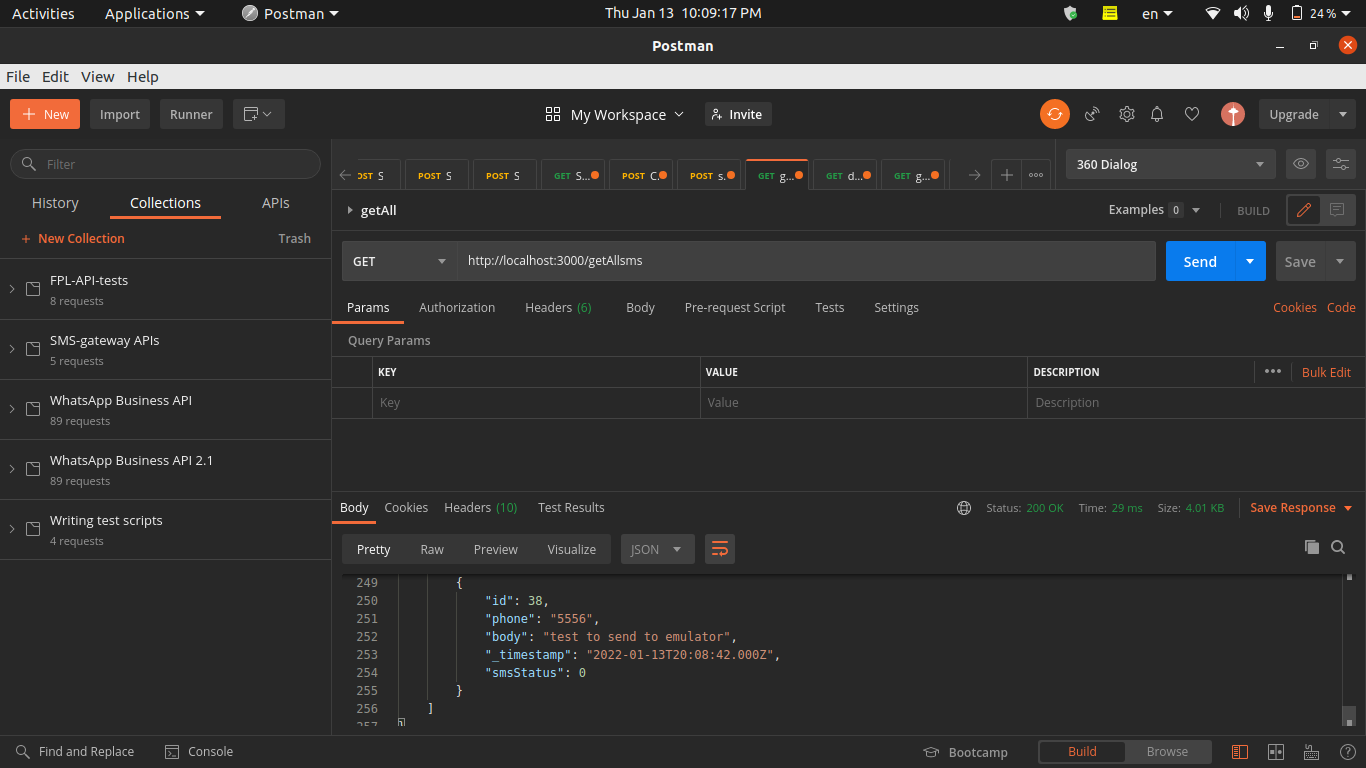 Activities Applications Postman Thu Jan 13 10:09:17 PM en 24%
Postman
File Edit View Help
+ New Import Runner My Workspace Invite Upgrade
Filter
OST S POST S POST S GET S... POST C. POST s. GET g... GET d... GET g... + 360 Dialog
History Collections APIs
getAll Examples 0 BUILD
+ New Collection Trash
GET http://localhost:3000/getAllsms Send Save
FPL-API-tests
8 requests
SMS-gateway APIs
5 requests
WhatsApp Business API
89 requests
WhatsApp Business API 2.1
89 requests
Writing test scripts
4 requests
Params Authorization Headers (6) Body Pre-request Script Tests Settings Cookies Code
Query Params
KEY VALUE DESCRIPTION ••• Bulk Edit
Key Value Description
Body Cookies Headers (10) Test Results Status: 200 OK Time: 29 ms Size: 4.01 KB Save Response
Pretty Raw Preview Visualize JSON
249 {
250 "id": 38,
251 "phone": "5556",
252 "body": "test to send to emulator",
253 "_timestamp": "2022-01-13T20:08:42.000Z",
254 "smsStatus": 0
255 }
256 ]
257 }
Find and Replace Console Bootcamp Build Browse